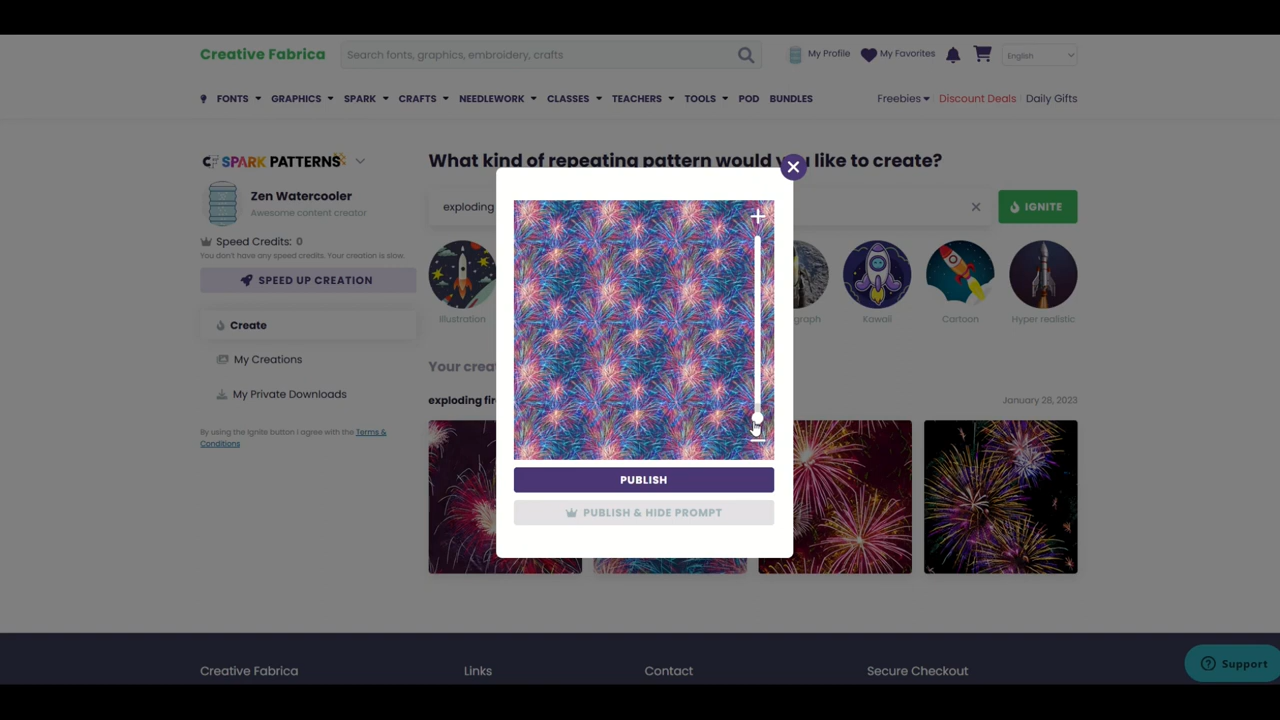 Creative Fabrica
Search fonts, graphics, embroidery, crafts
My Profile
My Favorites
English
FONTS
GRAPHICS
SPARK
CRAFTS
NEEDLEWORK
CLASSES
TEACHERS
TOOLS
POD
BUNDLES
Freebies
Discount Deals
Daily Gifts
CF SPARK PATTERNS
What kind of repeating pattern would you like to create?
Zen Watercooler
Awesome content creator
exploding
IGNITE
Speed Credits: 0
You don't have any speed credits. Your creation is slow.
SPEED UP CREATION
Illustration
graph
Kawaii
Cartoon
Hyper realistic
Create
My Creations
My Private Downloads
By using the Ignite button I agree with the Terms &
Conditions
Your crea
exploding fir
January 28, 2023
PUBLISH
PUBLISH & HIDE PROMPT
Creative Fabrica
Links
Contact
Secure Checkout
Support